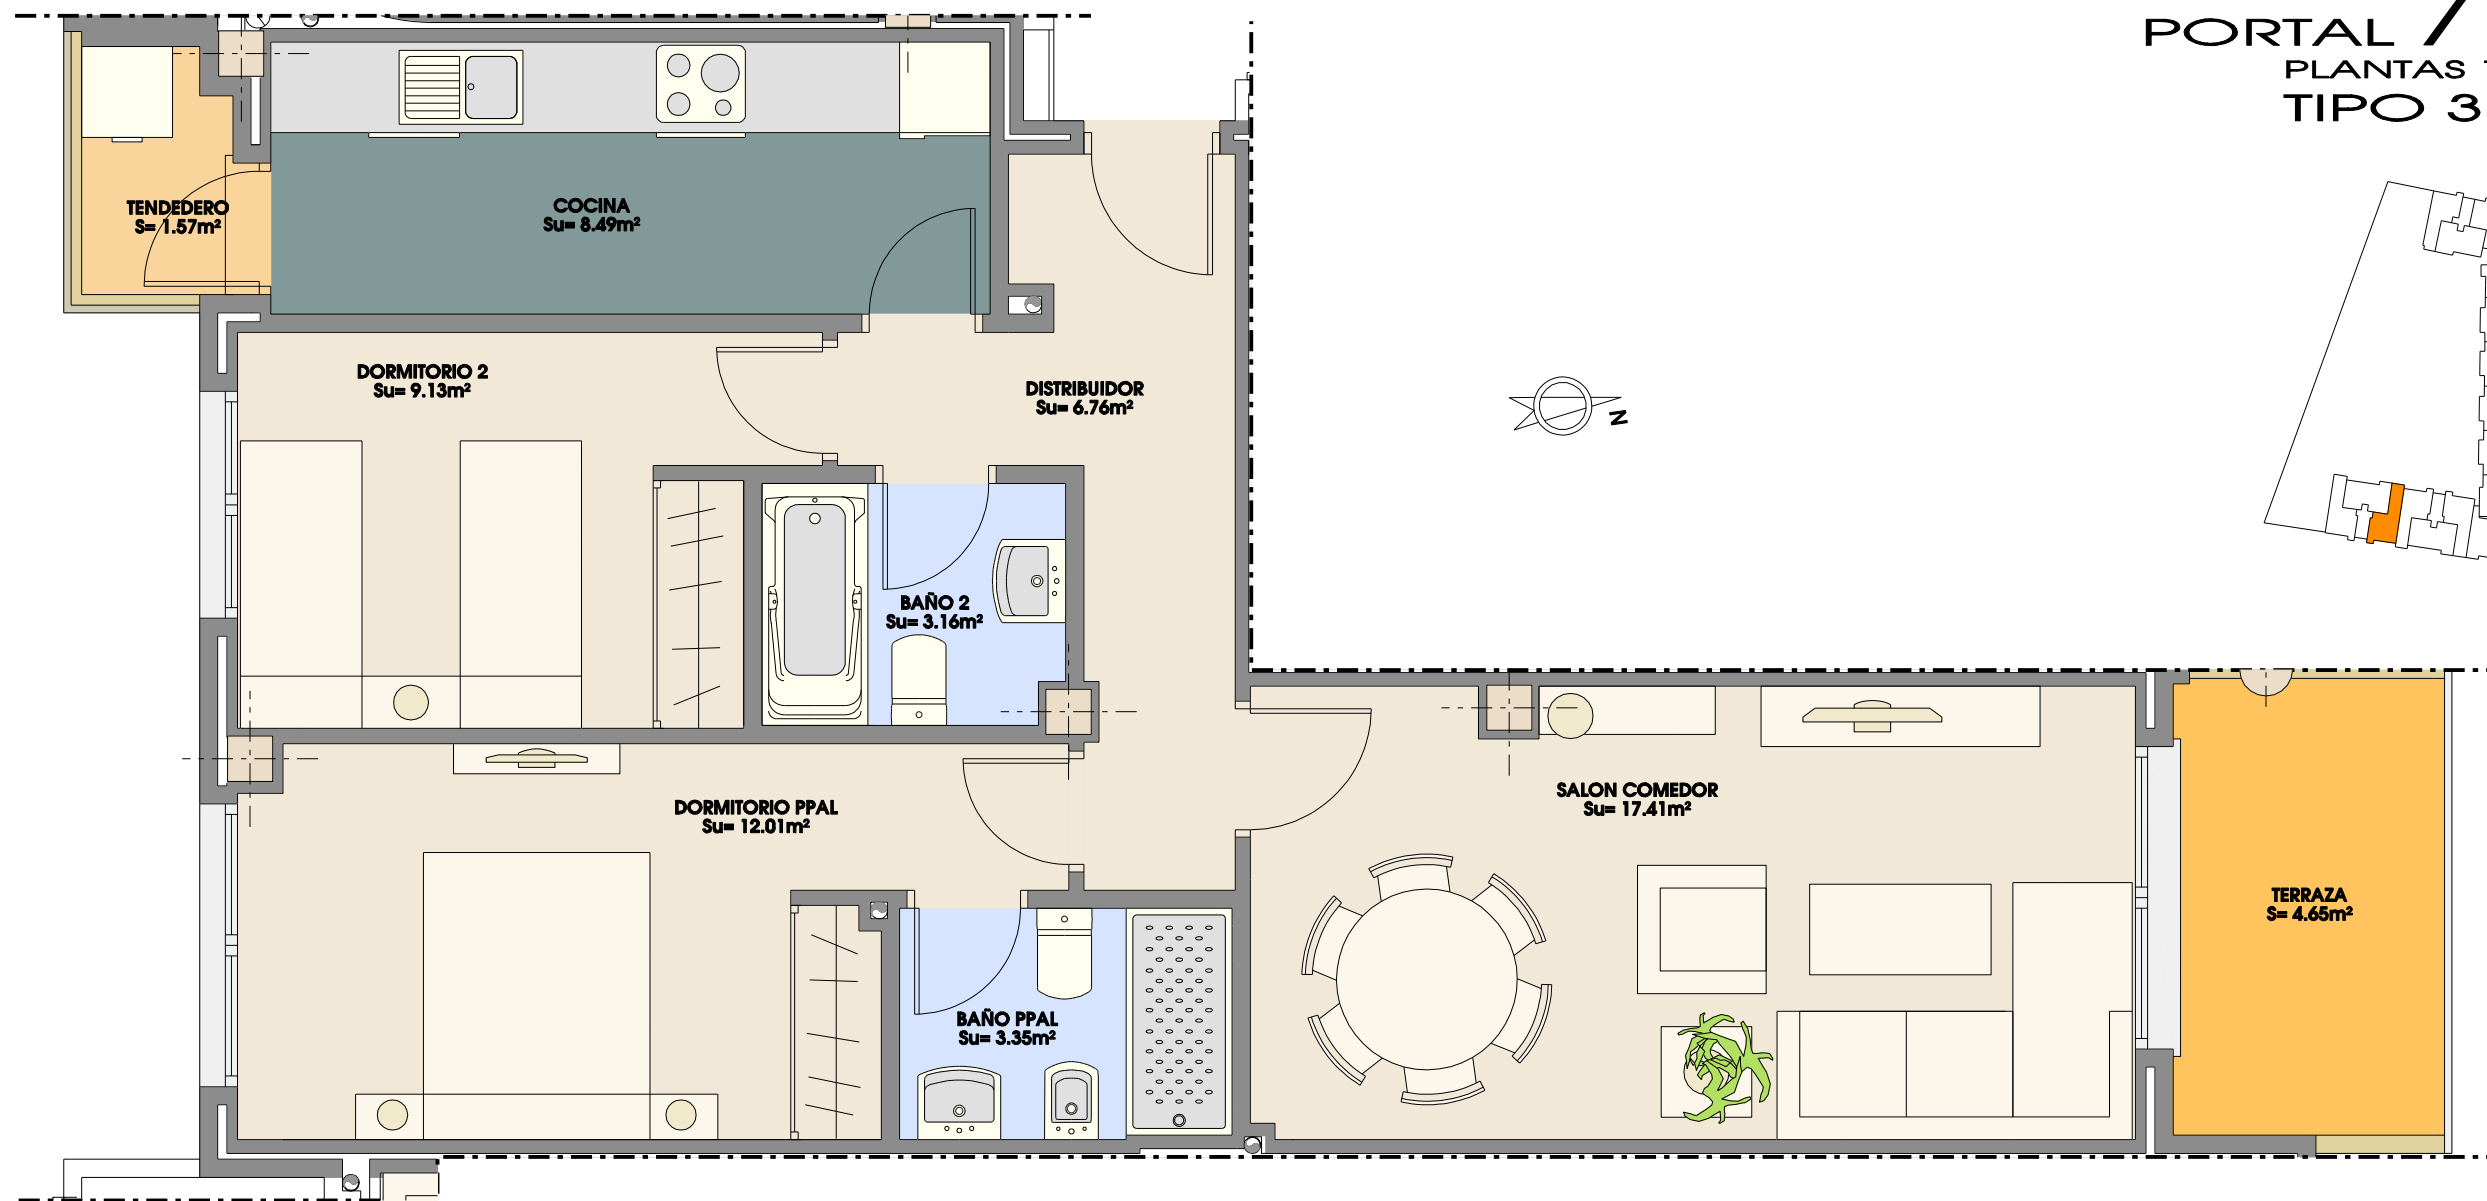 PORTAL
PLANTAS
TIPO 3
TENDEDERO
S= 1.57m²
COCINA
Su= 8.49m²
DORMITORIO 2
Su= 9.13m²
DISTRIBUIDOR
Su= 6.76m²
N
BAÑO 2
Su= 3.16m²
SALON COMEDOR
Su= 17.41m²
DORMITORIO PPAL
Su= 12.01m²
TERRAZA
S= 4.65m²
BAÑO PPAL
Su= 3.35m²